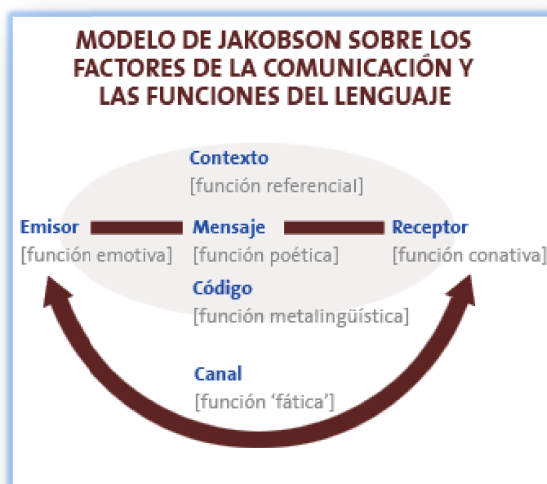 MODELO DE JAKOBSON SOBRE LOS
FACTORES DE LA COMUNICACIÓN Y
LAS FUNCIONES DEL LENGUAJE
Contexto
[función referencial]
Emisor Mensaje Receptor
[función emotiva] [función poética] [función conativa]
Código
[función metalingüística]
Canal
[función ‘fática’]